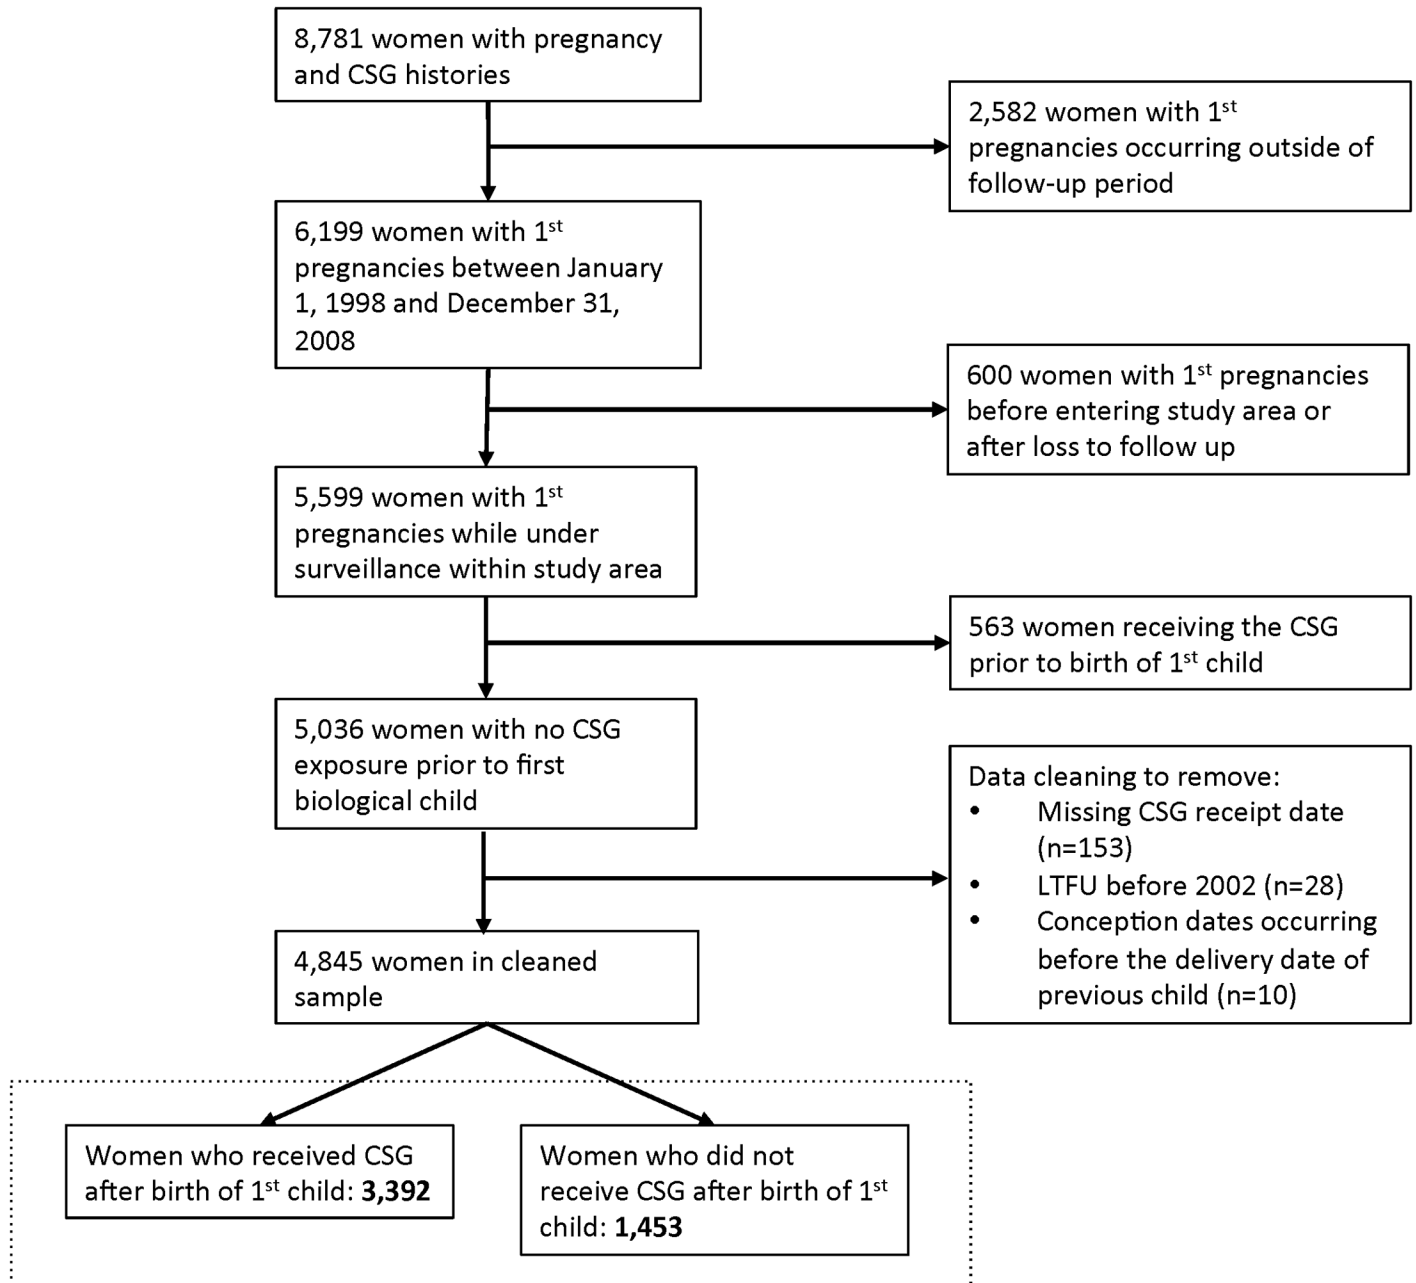 8,781 women with pregnancy
and CSG histories
2,582 women with 1st
pregnancies occurring outside of
follow-up period
6,199 women with 1st
pregnancies between January
1, 1998 and December 31,
2008
600 women with 1st pregnancies
before entering study area or
after loss to follow up
5,599 women with 1st
pregnancies while under
surveillance within study area
563 women receiving the CSG
prior to birth of 1st child
5,036 women with no CSG
exposure prior to first
biological child
Data cleaning to remove:
• Missing CSG receipt date
(n=153)
• LTFU before 2002 (n=28)
• Conception dates occurring
before the delivery date of
previous child (n=10)
4,845 women in cleaned
sample
Women who received CSG
after birth of 1st child: 3,392
Women who did not
receive CSG after birth of 1st
child: 1,453